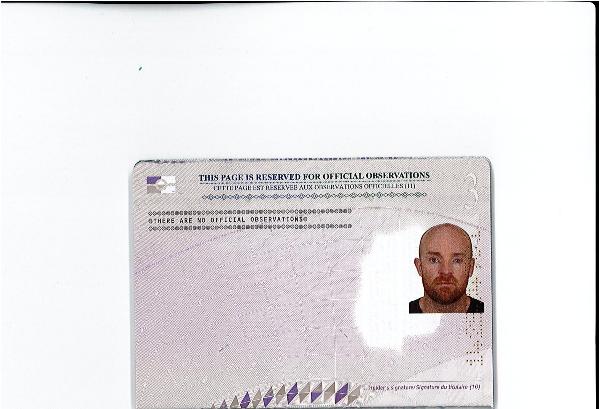 THIS PAGE IS RESERVED FOR OFFICIAL OBSERVATIONS
CETTE PAGE EST RESERVEE AUX OBSERVATIONS OFFICIELLES (11)
THERE ARE NO OFFICIAL OBSERVATIONS
3
Holder's signature/Signature du titulaire (10)